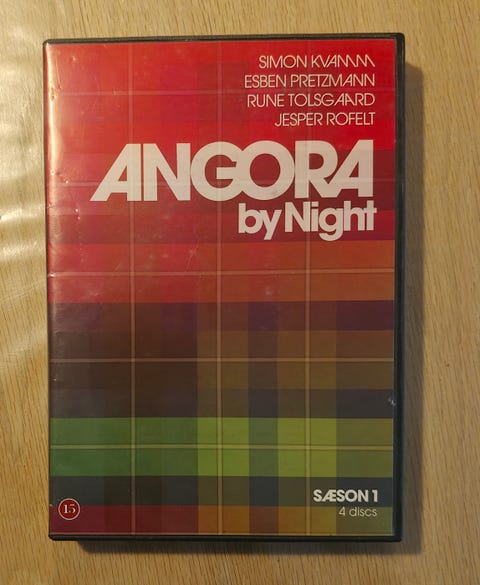 SIMON KVAMM
ESBEN PRETZMANN
RUNE TOLSGAARD
JESPER ROFELT
ANGORA
by Night
SÆSON 1
4 discs
15